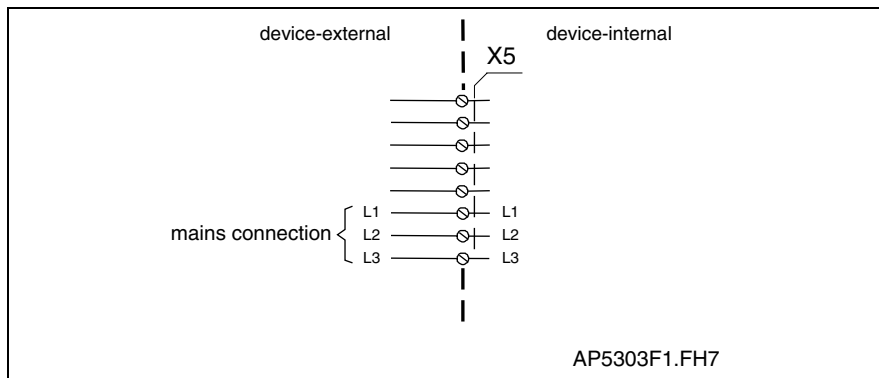 device-external device-internal
X5
L1 L1
mains connection L2 L2
L3 L3
AP5303F1.FH7